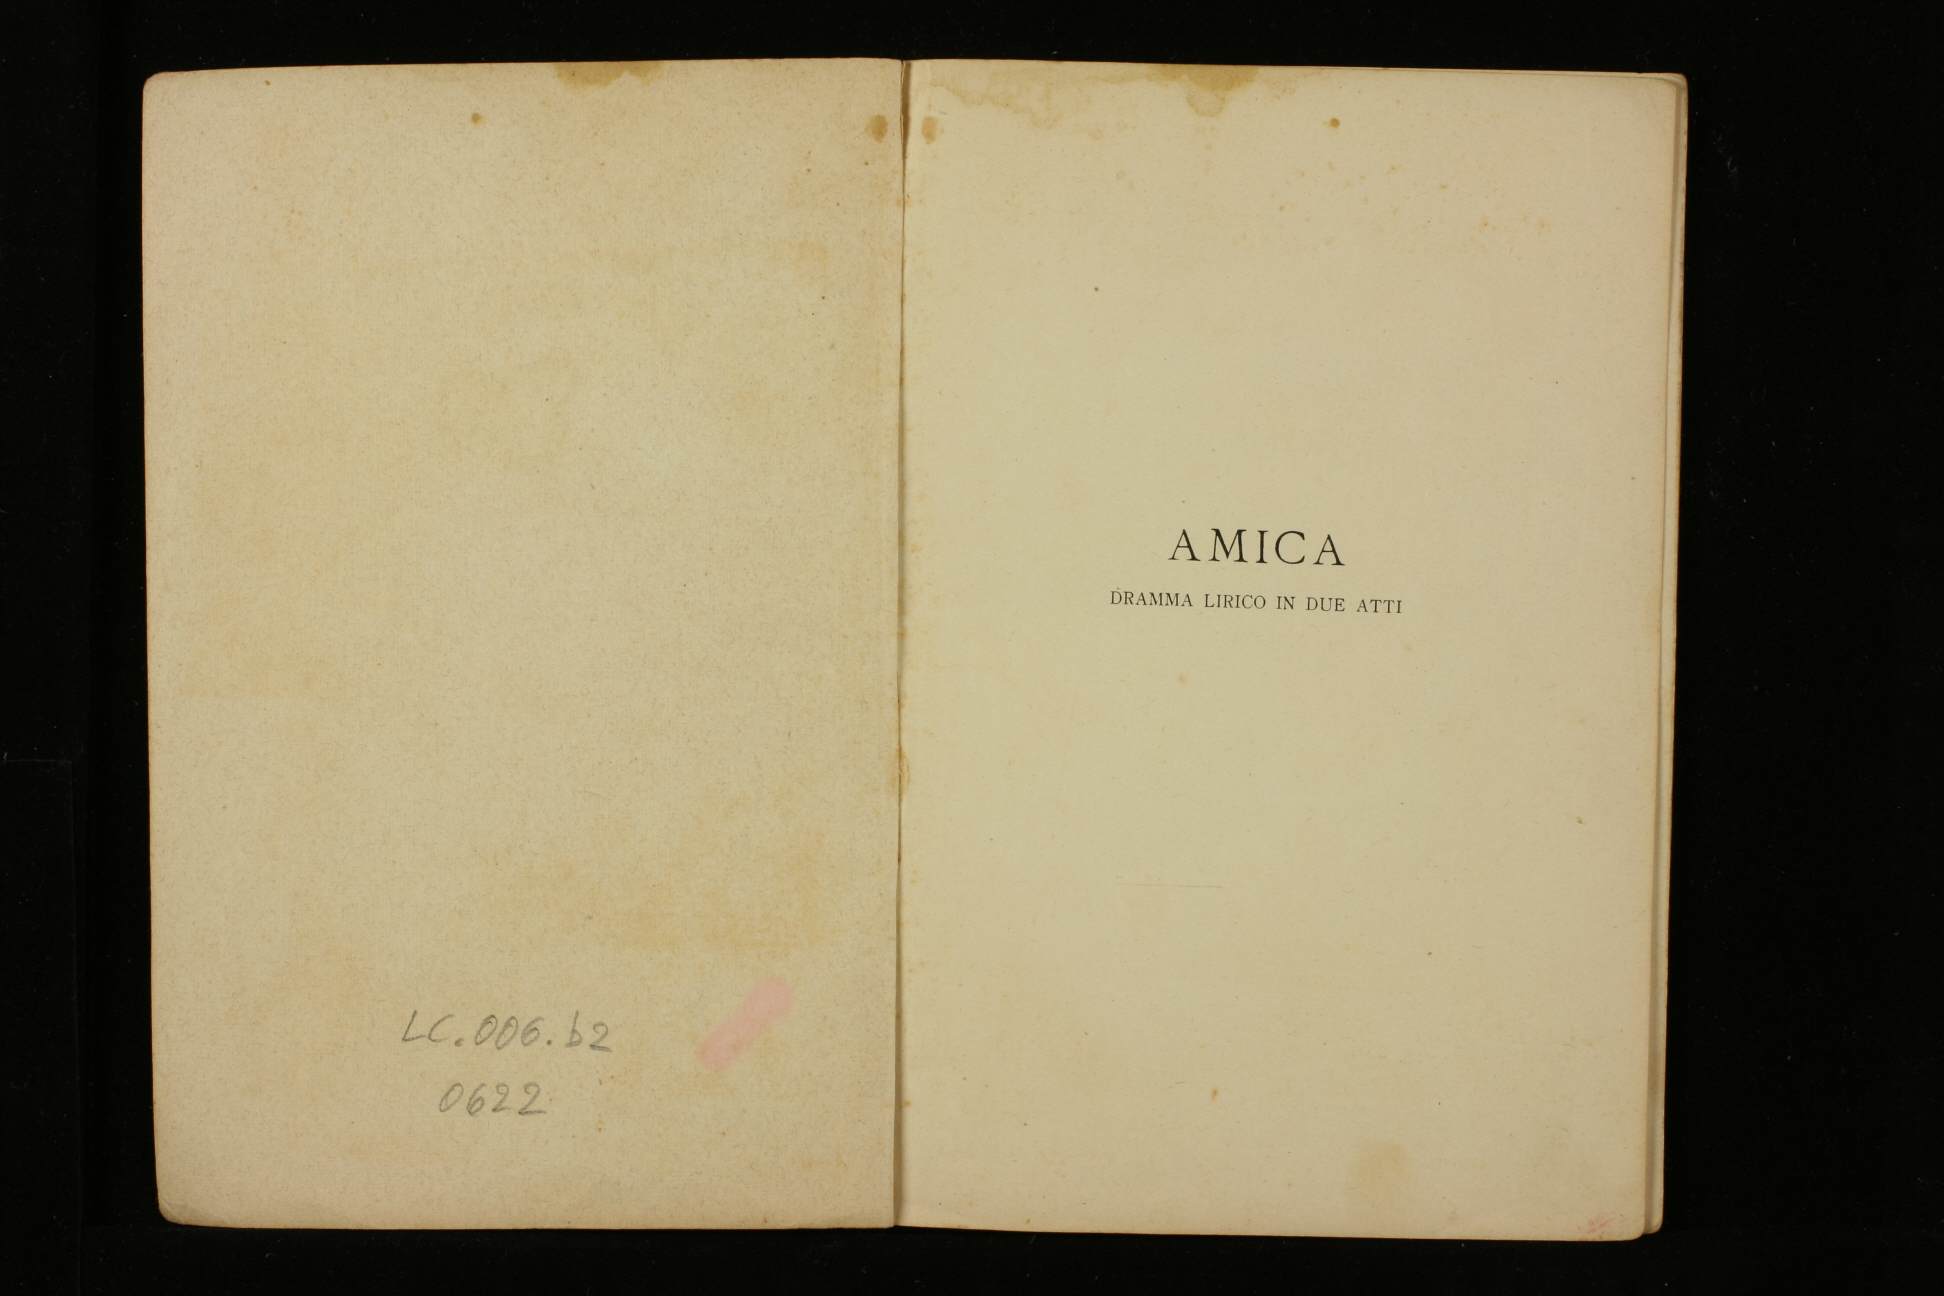 LC.006.b2
0622
AMICA
DRAMMA LIRICO IN DUE ATTI